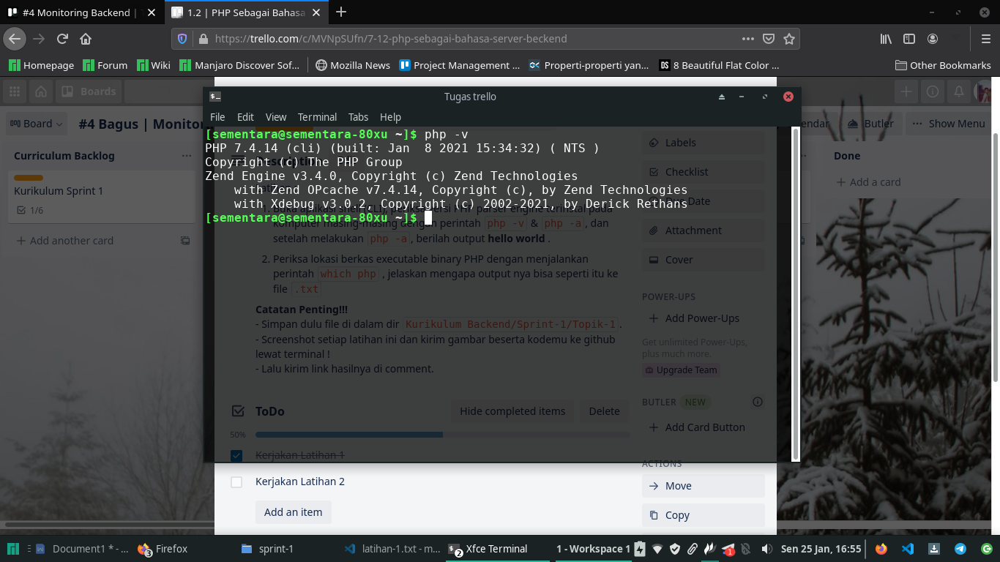 #4 Monitoring Backend |
1.2 | PHP Sebagai Bahasa
https://trello.com/c/MVNpSUfn/7-12-php-sebagai-bahasa-server-beckend
Homepage Forum Wiki Manjaro Discover Sof... Mozilla News Project Management ... Properti-properti yan... DS 8 Beautiful Flat Color ... Other Bookmarks
Boards
Board
#4 Bagus | Monitor
endar
Butler
Show Menu
Curriculum Backlog
Kurikulum Sprint 1
1/6
Add another card
Done
Add a card
Tugas trello
File Edit View Terminal Tabs Help
[sementara@sementara-80xu ~]$ php -v
PHP 7.4.14 (cli) (built: Jan  8 2021 15:34:32) ( NTS )
Copyright (c) The PHP Group
Zend Engine v3.4.0, Copyright (c) Zend Technologies
    with Zend OPcache v7.4.14, Copyright (c), by Zend Technologies
    with Xdebug v3.0.2, Copyright (c) 2002-2021, by Derick Rethans
[sementara@sementara-80xu ~]$
komputer masing-masing dengan perintah php -v & php -a, dan
setelah melakukan php -a, berilah output hello world .
2. Periksa lokasi berkas executable binary PHP dengan menjalankan
perintah which php , jelaskan mengapa output nya bisa seperti itu ke
file .txt
Catatan Penting!!!
- Simpan dulu file di dalam dir Kurikulum Backend/Sprint-1/Topik-1.
- Screenshot setiap latihan ini dan kirim gambar beserta kodemu ke github
lewat terminal !
- Lalu kirim link hasilnya di comment.
ToDo
Hide completed items
Delete
50%
Kerjakan Latihan 1
Kerjakan Latihan 2
Add an item
Labels
Checklist
Due Date
Attachment
Cover
POWER-UPS
Add Power-Ups
Get unlimited Power-Ups,
plus much more.
Upgrade Team
BUTLER NEW
Add Card Button
ACTIONS
Move
Copy
Document1 * - ... 3 Firefox sprint-1 latihan-1.txt - m... 2 Xfce Terminal 1 - Workspace 1 1 Sen 25 Jan, 16:55